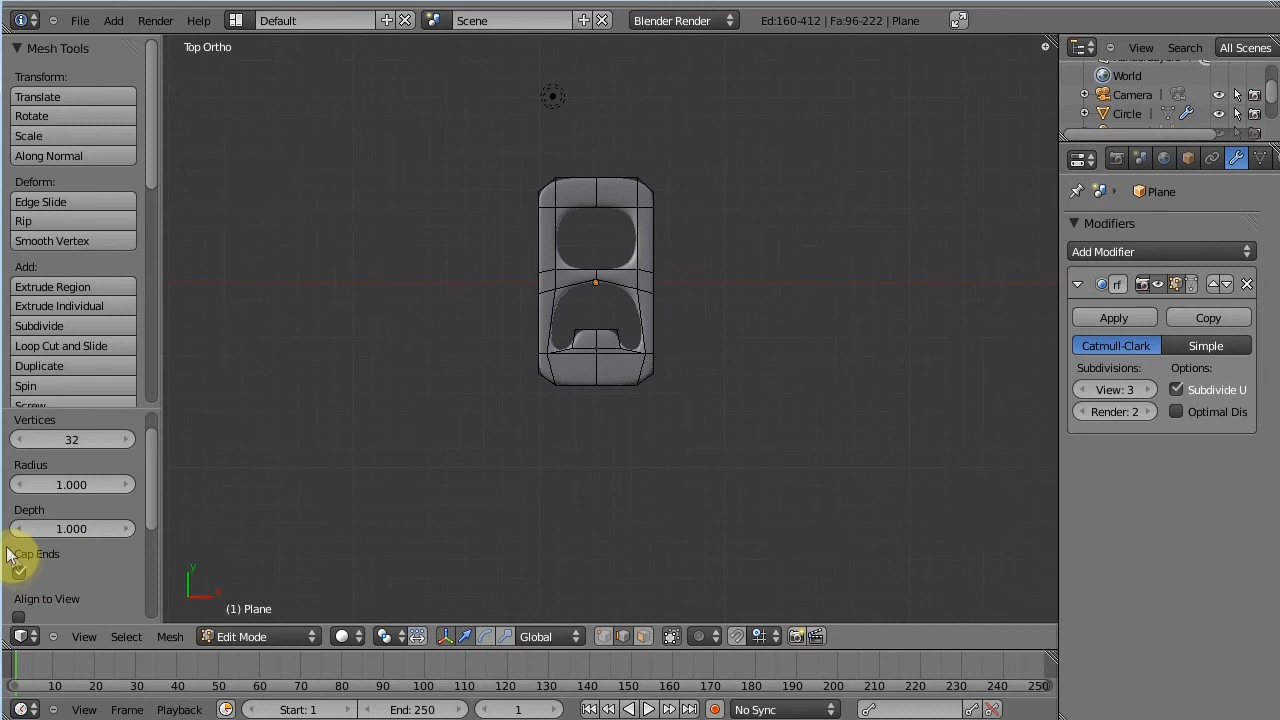 File Add Render Help Default Scene Blender Render Ed:160-412 | Fa:96-222 | Plane
Mesh Tools
Transform:
Translate
Rotate
Scale
Along Normal
Deform:
Edge Slide
Rip
Smooth Vertex
Add:
Extrude Region
Extrude Individual
Subdivide
Loop Cut and Slide
Duplicate
Spin
Screw
Vertices
32
Radius
1.000
Depth
1.000
Cap Ends
Align to View
Top Ortho
y
x
(1) Plane
View Select Mesh Edit Mode Global
10 20 30 40 50 60 70 80 90 100 110 120 130 140 150 160 170 180 190 200 210 220 230 240 250
View Frame Playback Start: 1 End: 250 1 No Sync
View Search All Scenes
World
Camera
Circle
Plane
Modifiers
Add Modifier
rf
Apply Copy
Catmull-Clark Simple
Subdivisions: Options:
View: 3 Subdivide U
Render: 2 Optimal Dis